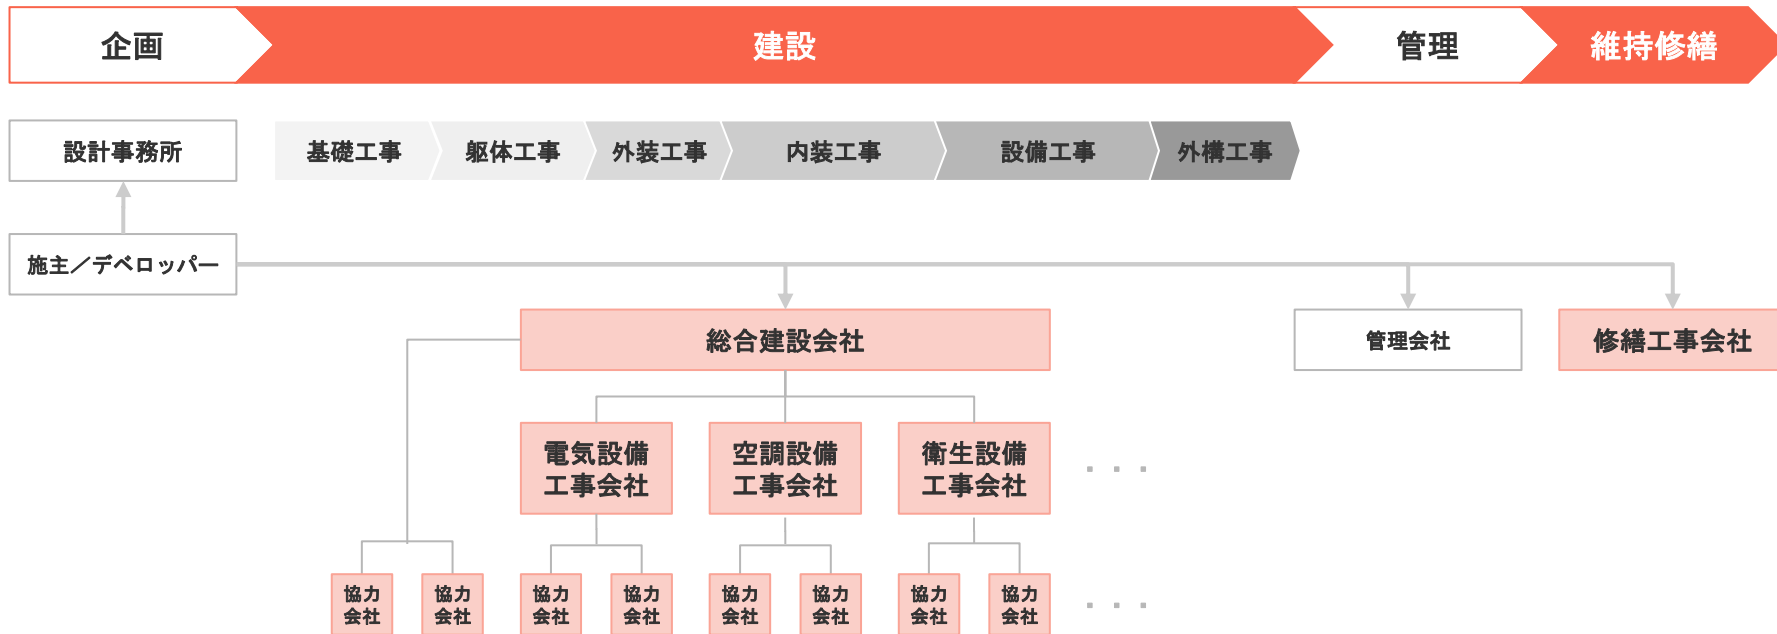 企画
建設
管理
維持修繕
設計事務所
基礎工事
躯体工事
外装工事
内装工事
設備工事
外構工事
施主／デベロッパー
総合建設会社
管理会社
修繕工事会社
電気設備
工事会社
空調設備
工事会社
衛生設備
工事会社
・・・
協力
会社
協力
会社
協力
会社
協力
会社
協力
会社
協力
会社
協力
会社
協力
会社
・・・